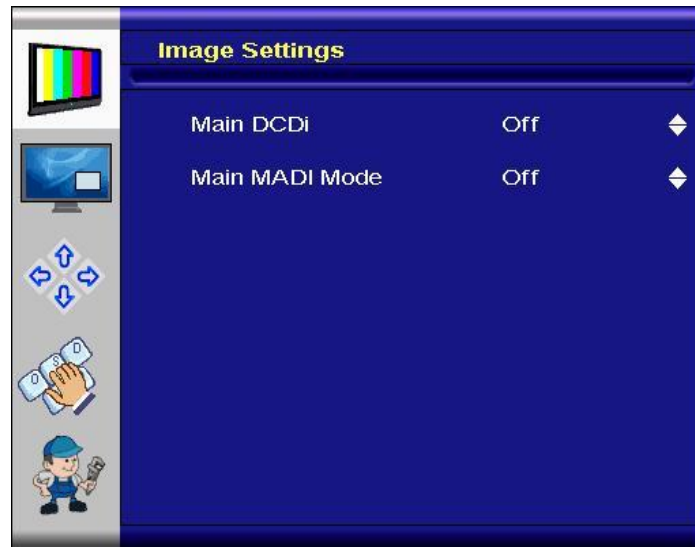 Image Settings
Main DCDi Off
Main MADI Mode Off
O S D